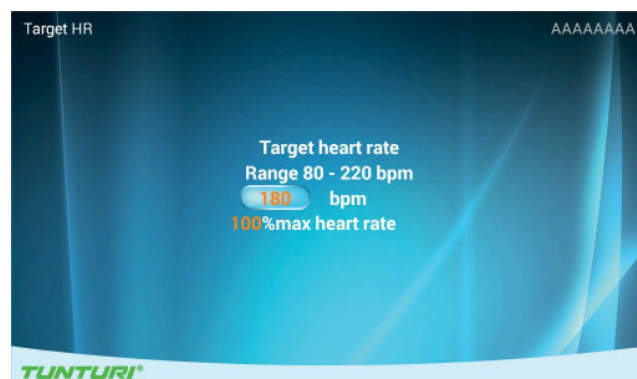 Target HR
AAAAAAAA
Target heart rate
Range 80 - 220 bpm
180 bpm
100%max heart rate
TUNTURI®